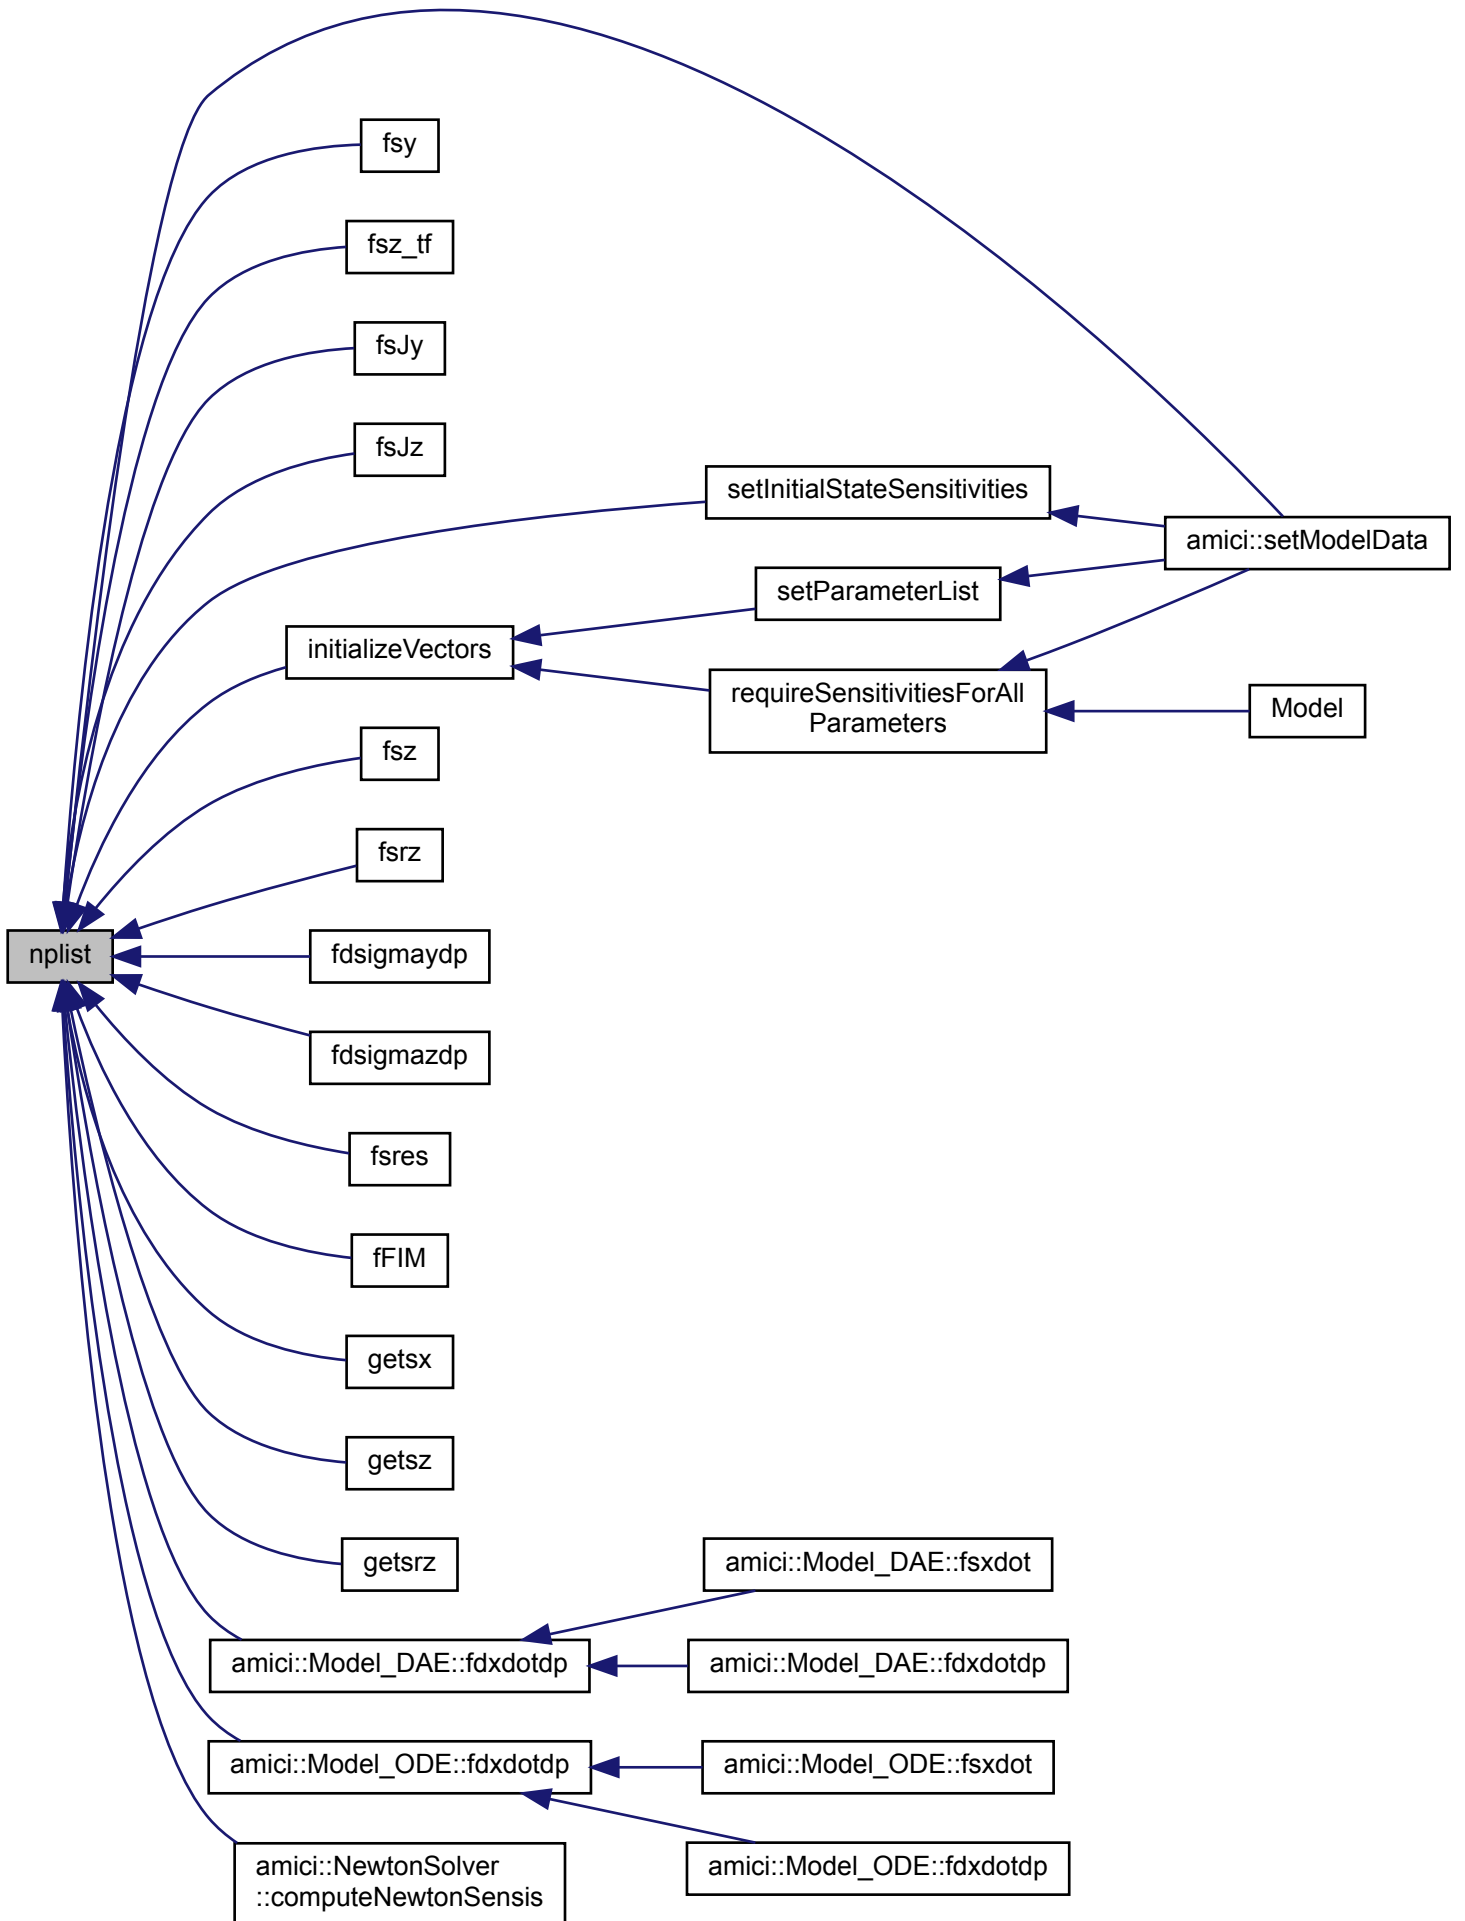 fsy
fsz_tf
fsJy
fsJz
setInitialStateSensitivities
amici::setModelData
setParameterList
initializeVectors
requireSensitivitiesForAll
Parameters
Model
fsz
fsrz
nplist
fdsigmaydp
fdsigmazdp
fsres
fFIM
getsx
getsz
getsrz
amici::Model_DAE::fsxdot
amici::Model_DAE::fdxdotdp
amici::Model_DAE::fdxdotdp
amici::Model_ODE::fdxdotdp
amici::Model_ODE::fsxdot
amici::NewtonSolver
::computeNewtonSensis
amici::Model_ODE::fdxdotdp